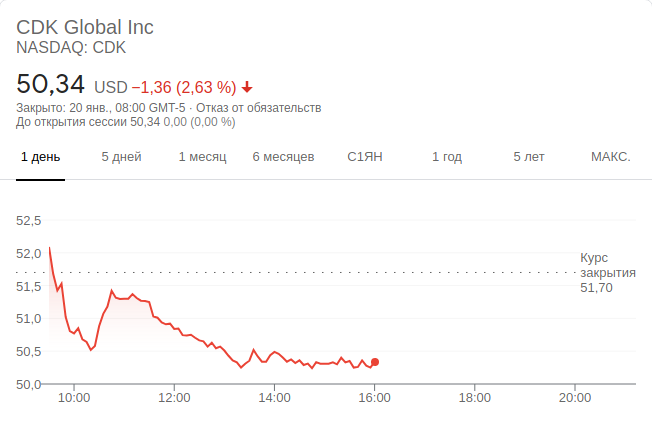 CDK Global Inc
NASDAQ: CDK
50,34 USD −1,36 (2,63 %)
Закрыто: 20 янв., 08:00 GMT-5 · Отказ от обязательств
До открытия сессии 50,34 0,00 (0,00 %)
1 день 5 дней 1 месяц 6 месяцев С1ЯН 1 год 5 лет МАКС.
52,5
52,0
51,5
51,0
50,5
50,0
Курс
закрытия
51,70
10:00 12:00 14:00 16:00 18:00 20:00